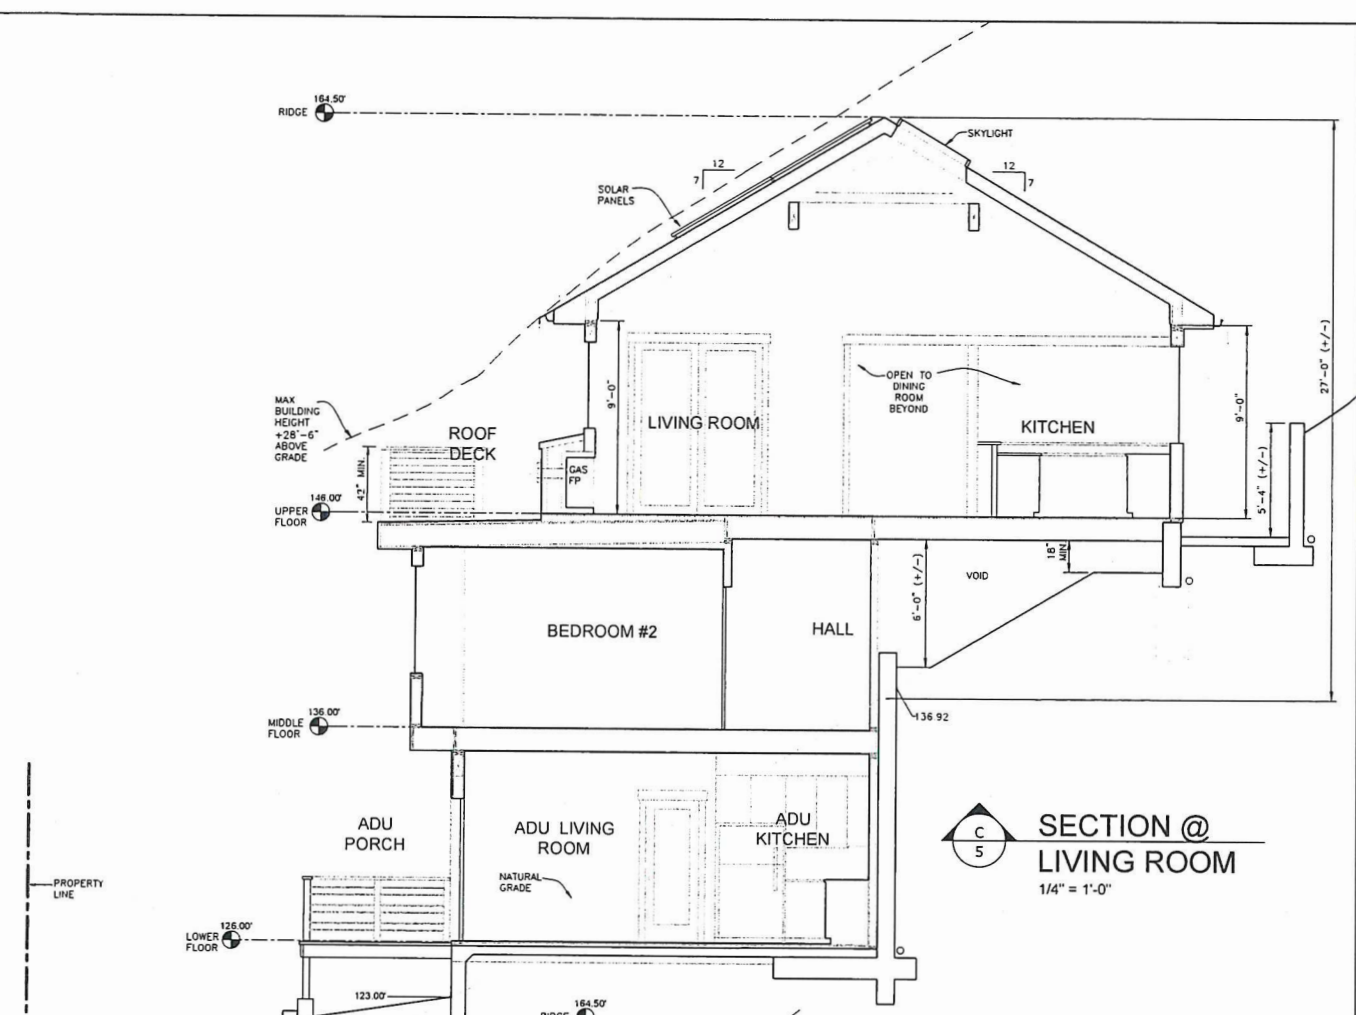 164.50'
RIDGE
SKYLIGHT
12
7
12
7
SOLAR
PANELS
27'-0" (+/-)
MAX
BUILDING
HEIGHT
+28'-6"
ABOVE
GRADE
9'-0"
OPEN TO
DINING
ROOM
BEYOND
9'-0"
LIVING ROOM
KITCHEN
ROOF
DECK
42" MIN.
GAS
FP
5'-4" (+/-)
146.00'
UPPER
FLOOR
18"
MIN.
VOID
6'-0" (+/-)
BEDROOM #2
HALL
136.00'
MIDDLE
FLOOR
136.92
ADU
PORCH
ADU LIVING
ROOM
ADU
KITCHEN
C
5
SECTION @
LIVING ROOM
1/4" = 1'-0"
NATURAL
GRADE
PROPERTY
LINE
126.00'
LOWER
FLOOR
123.00'
164.50'
RIDGE